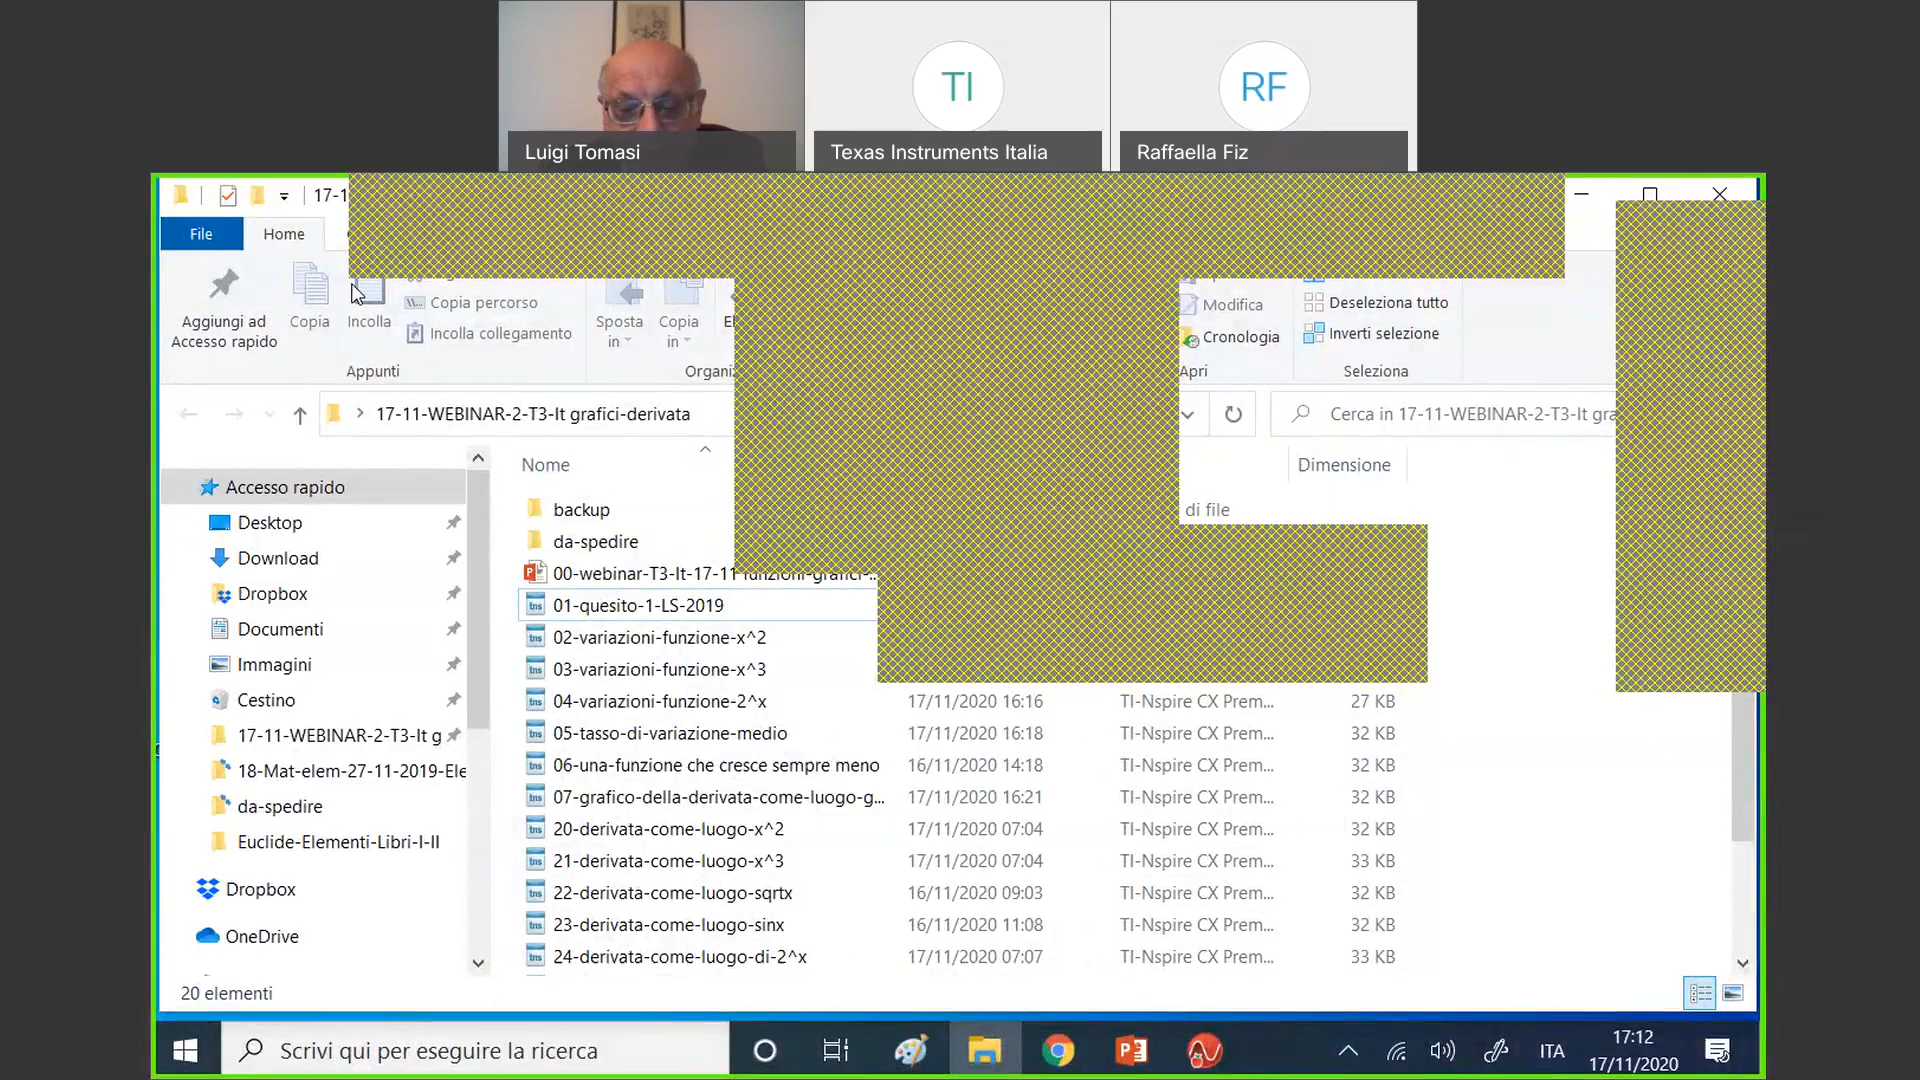 TI
RF
Luigi Tomasi
Texas Instruments Italia
Raffaella Fiz
17-1
File
Home
Aggiungi ad
Accesso rapido
Copia
Incolla
Copia percorso
Incolla collegamento
Sposta
in
Copia
in
Modifica
Cronologia
Deseleziona tutto
Inverti selezione
Appunti
Organiz
Apri
Seleziona
17-11-WEBINAR-2-T3-It grafici-derivata
Cerca in 17-11-WEBINAR-2-T3-It gra
Nome
Dimensione
Accesso rapido
Desktop
Download
Dropbox
Documenti
Immagini
Cestino
17-11-WEBINAR-2-T3-It g
18-Mat-elem-27-11-2019-Ele
da-spedire
Euclide-Elementi-Libri-I-II
Dropbox
OneDrive
backup
di file
da-spedire
00-webinar-T3-It-17-11 funzioni-grafici-...
01-quesito-1-LS-2019
02-variazioni-funzione-x^2
03-variazioni-funzione-x^3
04-variazioni-funzione-2^x 17/11/2020 16:16 TI-Nspire CX Prem... 27 KB
05-tasso-di-variazione-medio 17/11/2020 16:18 TI-Nspire CX Prem... 32 KB
06-una-funzione che cresce sempre meno 16/11/2020 14:18 TI-Nspire CX Prem... 32 KB
07-grafico-della-derivata-come-luogo-g... 17/11/2020 16:21 TI-Nspire CX Prem... 32 KB
20-derivata-come-luogo-x^2 17/11/2020 07:04 TI-Nspire CX Prem... 32 KB
21-derivata-come-luogo-x^3 17/11/2020 07:04 TI-Nspire CX Prem... 33 KB
22-derivata-come-luogo-sqrtx 16/11/2020 09:03 TI-Nspire CX Prem... 32 KB
23-derivata-come-luogo-sinx 16/11/2020 11:08 TI-Nspire CX Prem... 32 KB
24-derivata-come-luogo-di-2^x 17/11/2020 07:07 TI-Nspire CX Prem... 33 KB
20 elementi
Scrivi qui per eseguire la ricerca
ITA
17:12
17/11/2020